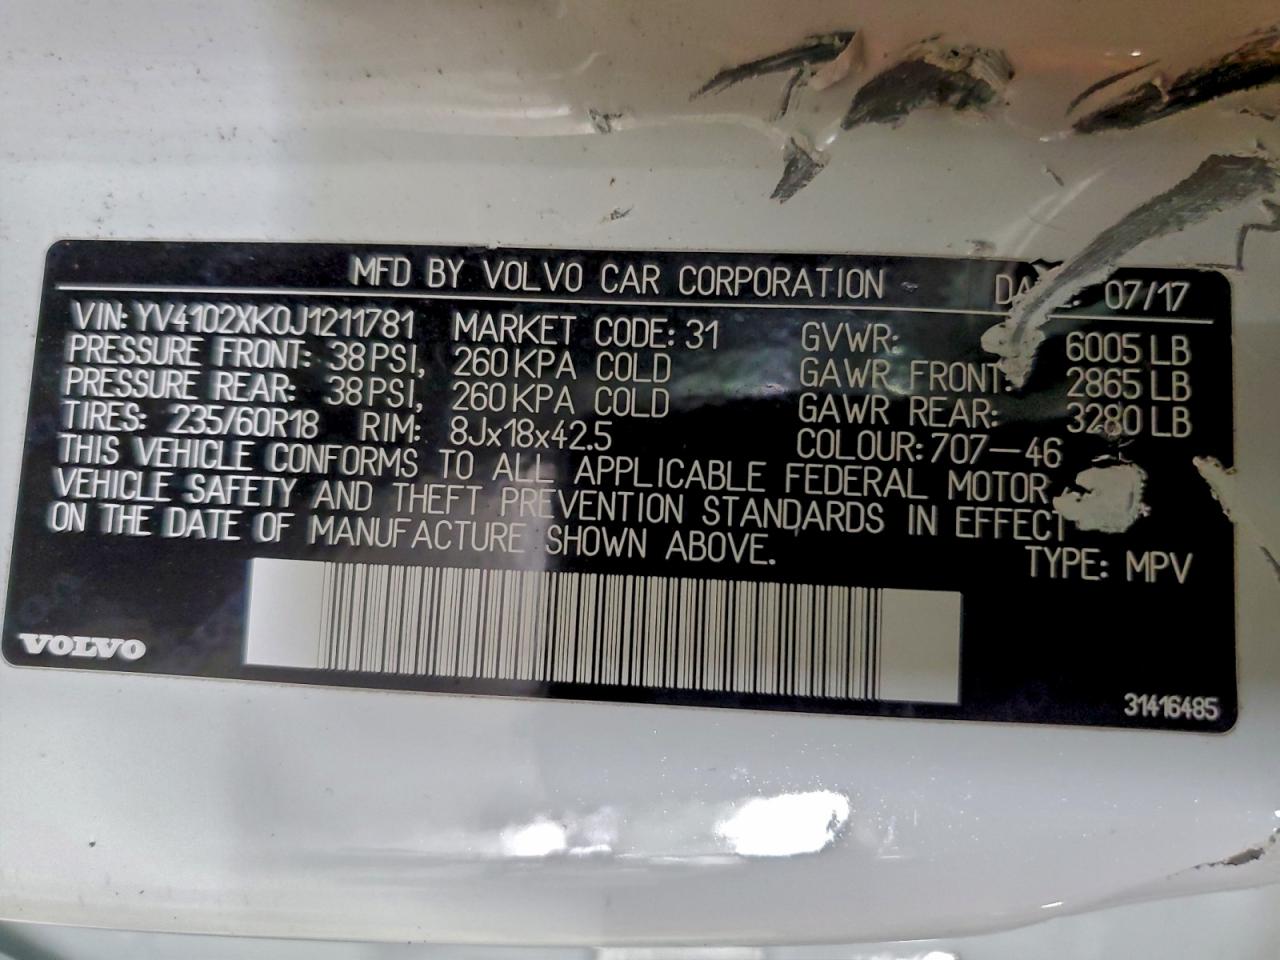 MFD BY VOLVO CAR CORPORATION DA E: 07/17
VIN: YV4102XK0J1211781 MARKET CODE: 31 GVWR: 6005 LB
PRESSURE FRONT: 38 PSI, 260 KPA COLD GAWR FRONT: 2865 LB
PRESSURE REAR: 38 PSI, 260 KPA COLD GAWR REAR: 3280 LB
TIRES: 235/60R18 RIM: 8Jx18x42.5 COLOUR: 707-46
THIS VEHICLE CONFORMS TO ALL APPLICABLE FEDERAL MOTOR
VEHICLE SAFETY AND THEFT PREVENTION STANDARDS IN EFFECT
ON THE DATE OF MANUFACTURE SHOWN ABOVE. TYPE: MPV
VOLVO
31416485